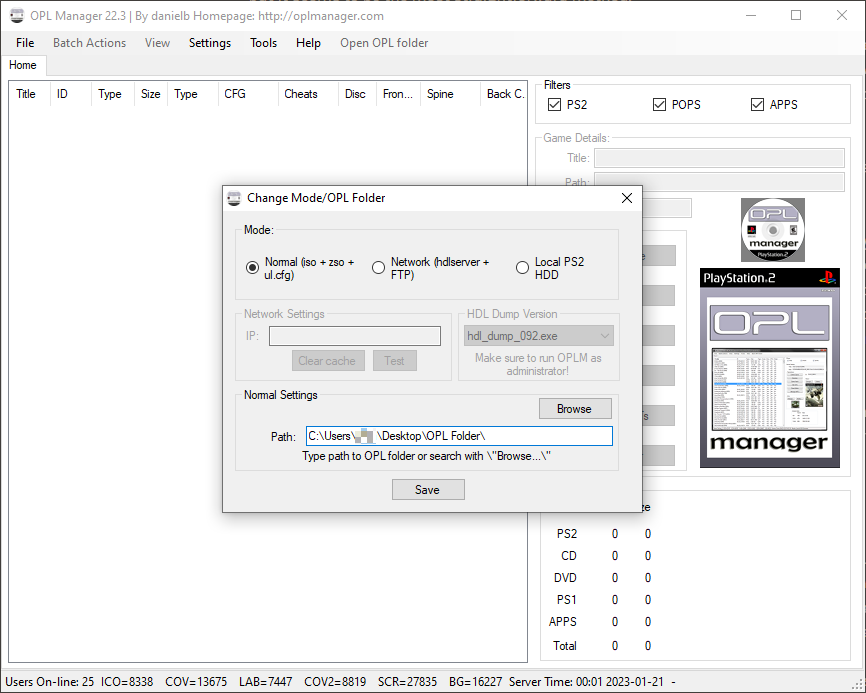 OPL Manager 22.3 | By danielb Homepage: http://oplmanager.com
File Batch Actions View Settings Tools Help Open OPL folder
Home
Title ID Type Size Type CFG Cheats Disc Fron... Spine Back C.
Filters
PS2 POPS APPS
Game Details:
Title:
Path:
Change Mode/OPL Folder
Mode:
Normal (iso + zso +
ul.cfg)
Network (hdlserver +
FTP)
Local PS2
HDD
Network Settings
IP:
Clear cache Test
HDL Dump Version
hdl_dump_092.exe
Make sure to run OPLM as
administrator!
Normal Settings
Browse
Path: C:\Users\ \Desktop\OPL Folder\
Type path to OPL folder or search with \"Browse...\"
Save
OPL
manager
PlayStation.2
PlayStation.2
OPL
manager
PS2 0 0
CD 0 0
DVD 0 0
PS1 0 0
APPS 0 0
Total 0 0
Users On-line: 25 ICO=8338 COV=13675 LAB=7447 COV2=8819 SCR=27835 BG=16227 Server Time: 00:01 2023-01-21 -